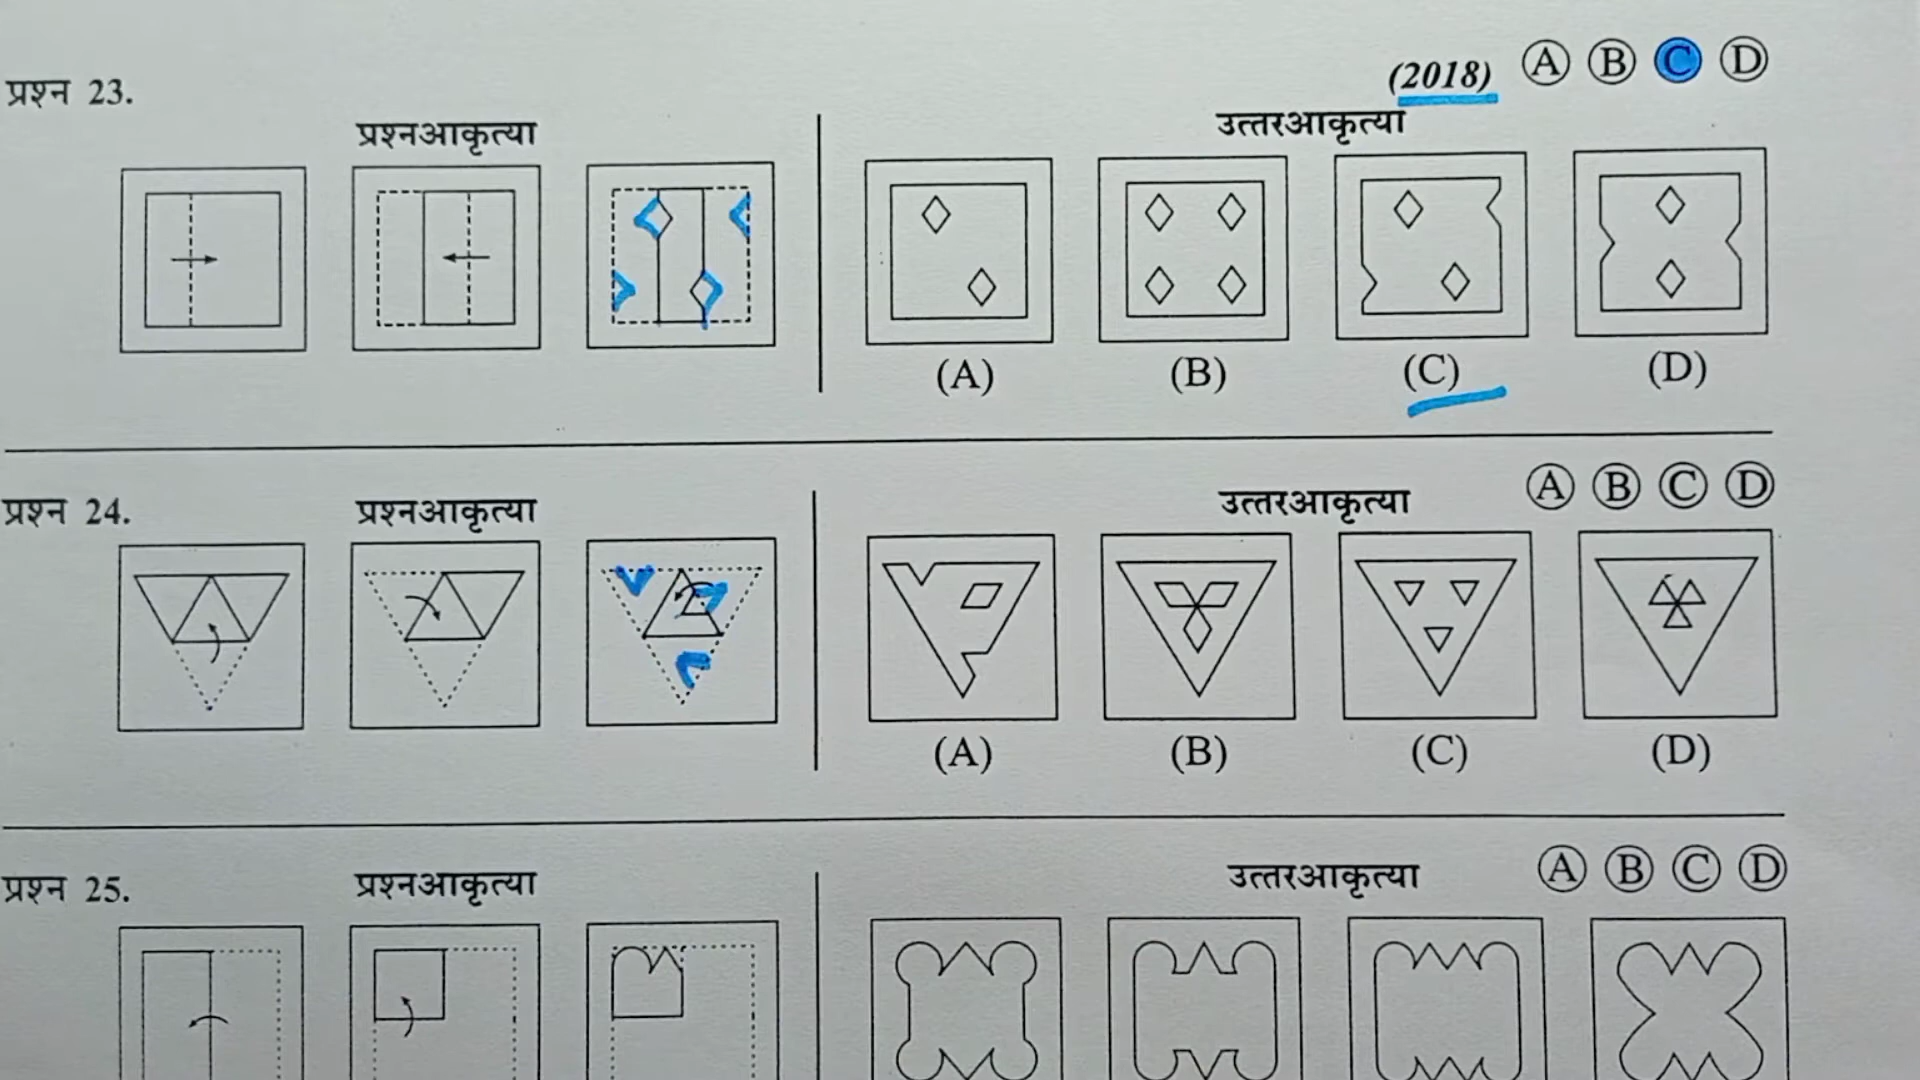 (2018) Ⓐ Ⓑ Ⓒ Ⓓ
प्रश्न 23.
प्रश्नआकृत्या उत्तरआकृत्या
(A) (B) (C) (D)
Ⓐ Ⓑ Ⓒ Ⓓ
प्रश्न 24.
प्रश्नआकृत्या उत्तरआकृत्या
(A) (B) (C) (D)
Ⓐ Ⓑ Ⓒ Ⓓ
प्रश्न 25.
प्रश्नआकृत्या उत्तरआकृत्या